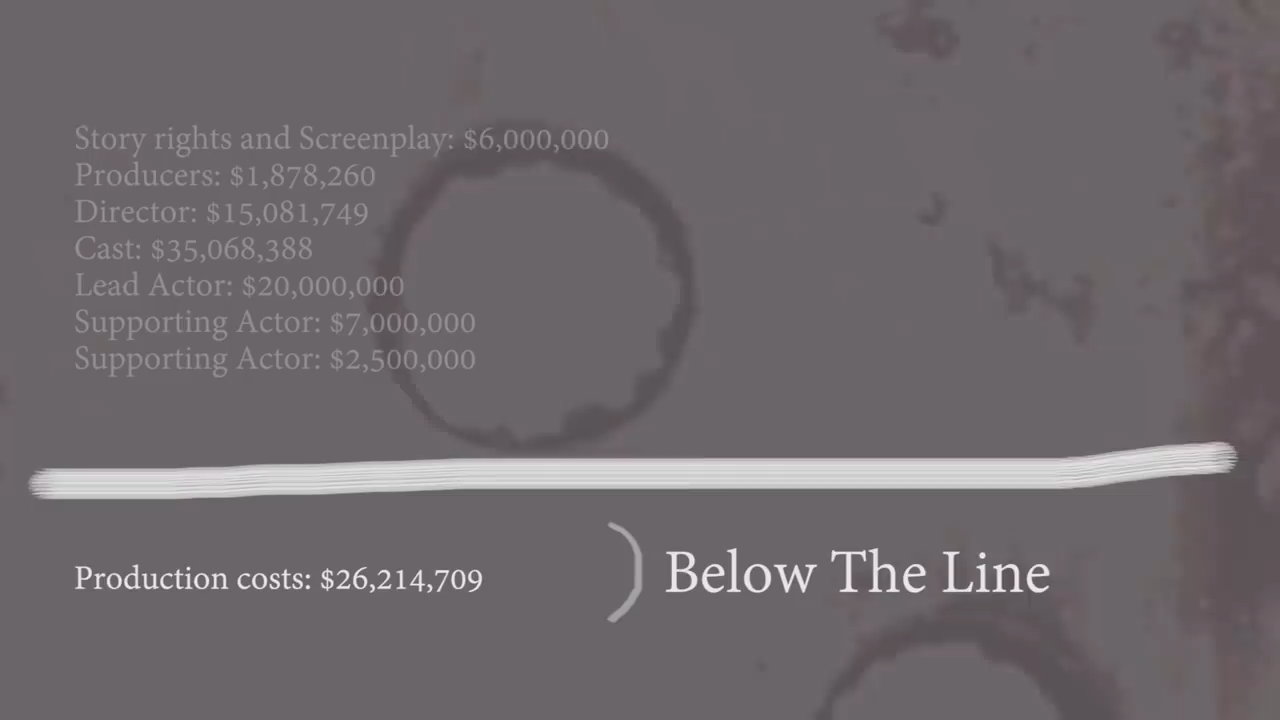 Story rights and Screenplay: $6,000,000
Producers: $1,878,260
Director: $15,081,749
Cast: $35,068,388
Lead Actor: $20,000,000
Supporting Actor: $7,000,000
Supporting Actor: $2,500,000
Production costs: $26,214,709
Below The Line